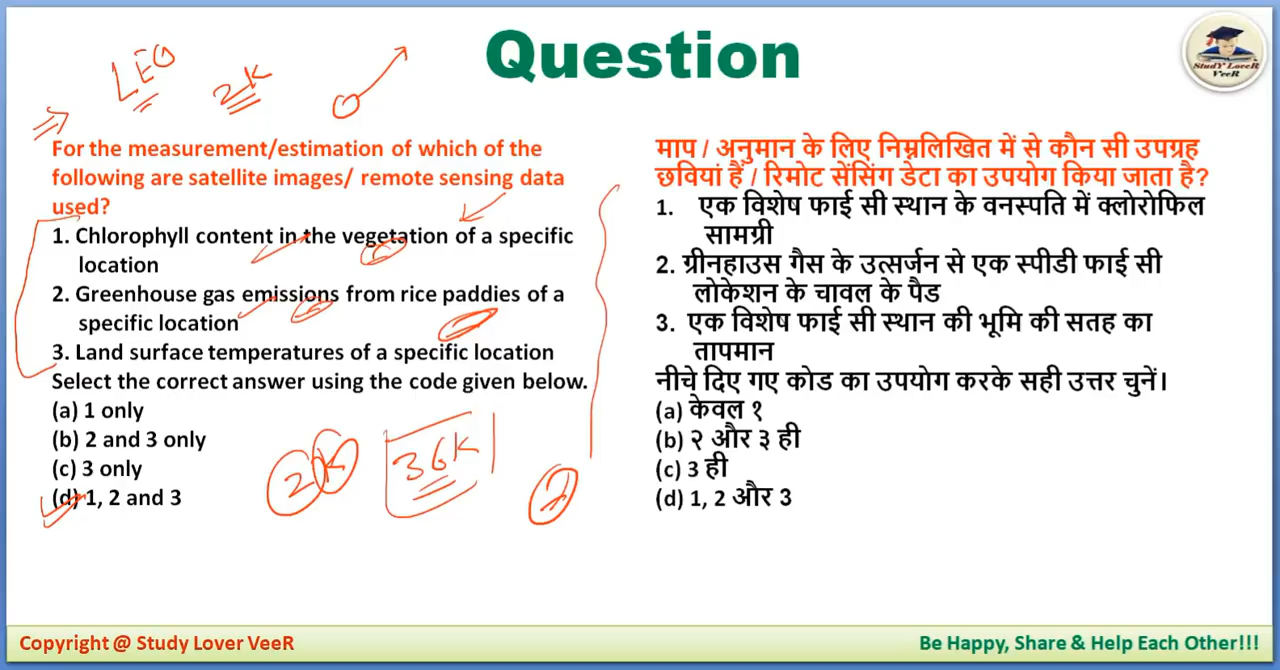 Question
StudY LoveR
VeeR
LEO
2K
For the measurement/estimation of which of the
following are satellite images/ remote sensing data
used?
1. Chlorophyll content in the vegetation of a specific
location
2. Greenhouse gas emissions from rice paddies of a
specific location
3. Land surface temperatures of a specific location
Select the correct answer using the code given below.
(a) 1 only
(b) 2 and 3 only
(c) 3 only
(d) 1, 2 and 3
2K
36K
माप / अनुमान के लिए निम्नलिखित में से कौन सी उपग्रह
छवियां हैं / रिमोट सेंसिंग डेटा का उपयोग किया जाता है?
1. एक विशेष फाई सी स्थान के वनस्पति में क्लोरोफिल
सामग्री
2. ग्रीनहाउस गैस के उत्सर्जन से एक स्पीडी फाई सी
लोकेशन के चावल के पैड
3. एक विशेष फाई सी स्थान की भूमि की सतह का
तापमान
नीचे दिए गए कोड का उपयोग करके सही उत्तर चुनें।
(a) केवल १
(b) २ और ३ ही
(c) 3 ही
(d) 1, 2 और 3
Copyright @ Study Lover VeeR
Be Happy, Share & Help Each Other!!!